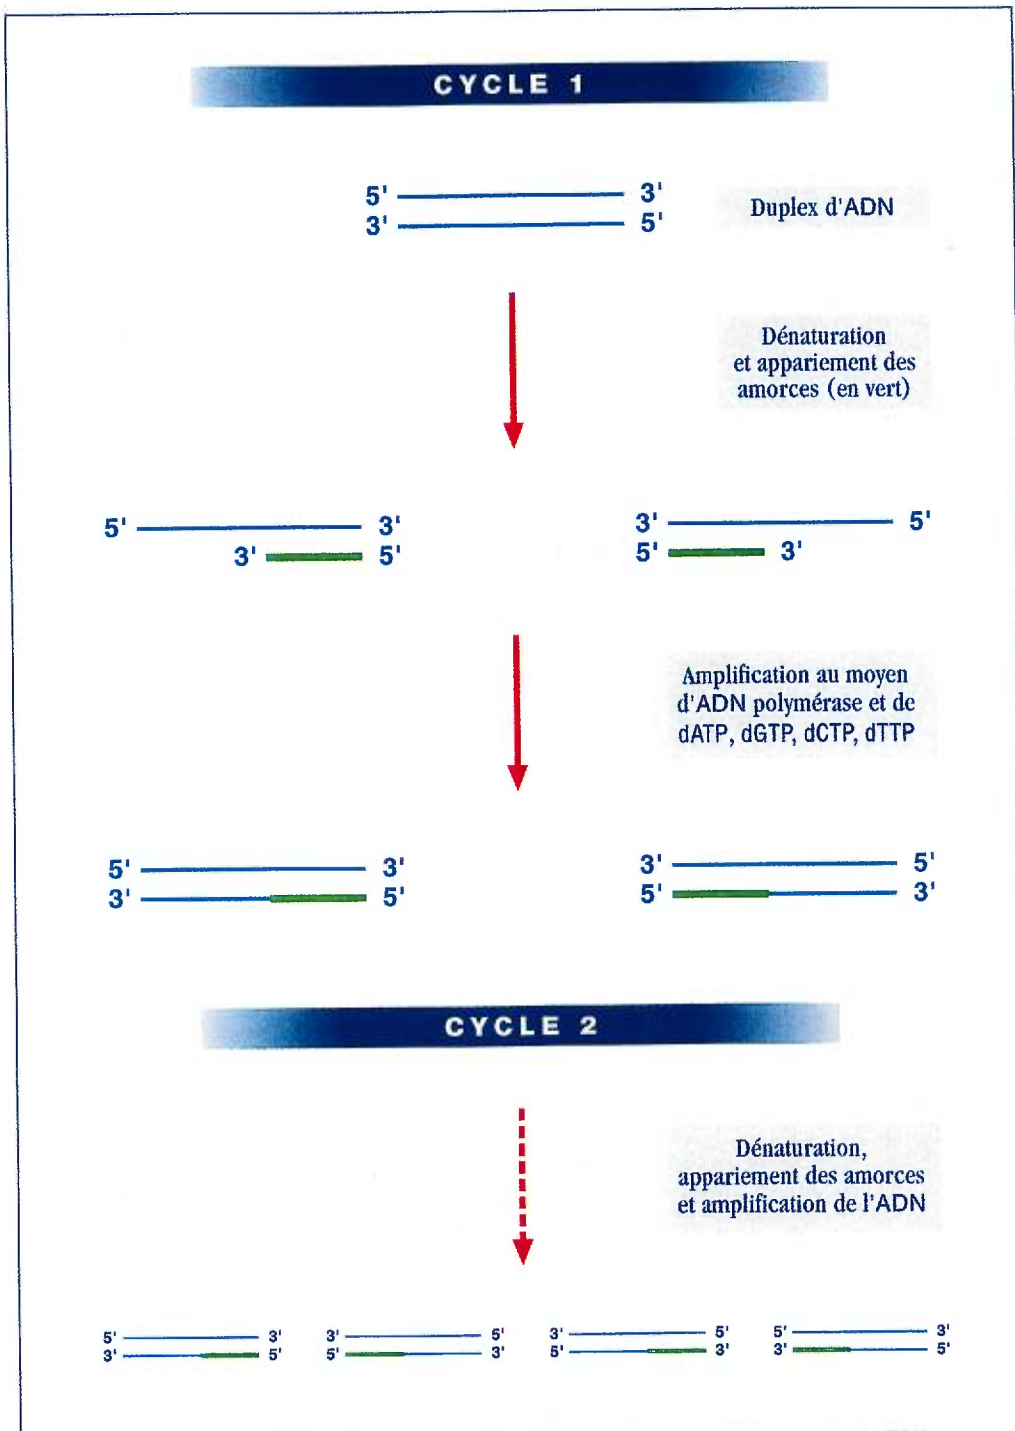 CYCLE 1
5' 3'
3' 5'
Duplex d'ADN
Dénaturation
et appariement des
amorces (en vert)
5' 3'
3' 5'
3' 5'
5' 3'
Amplification au moyen
d'ADN polymérase et de
dATP, dGTP, dCTP, dTTP
5' 3'
3' 5'
3' 5'
5' 3'
CYCLE 2
Dénaturation,
appariement des amorces
et amplification de l'ADN
5' 3' 3' 5' 3' 5' 5' 3'
3' 5' 5' 3' 5' 3' 3' 5'